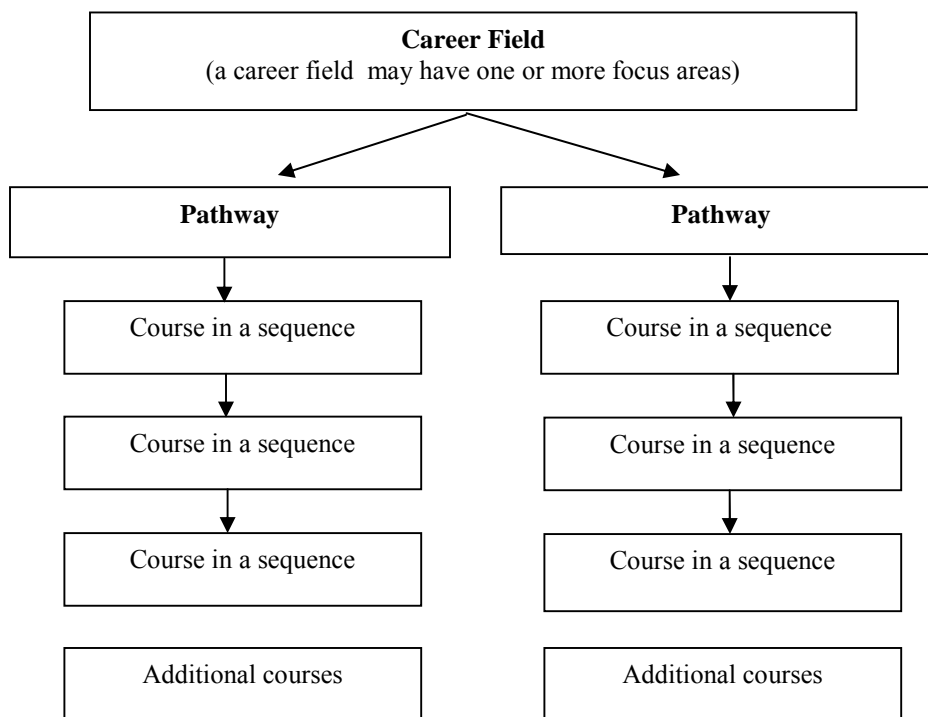 Career Field
(a career field may have one or more focus areas)
Pathway
Pathway
Course in a sequence
Course in a sequence
Course in a sequence
Course in a sequence
Course in a sequence
Course in a sequence
Additional courses
Additional courses